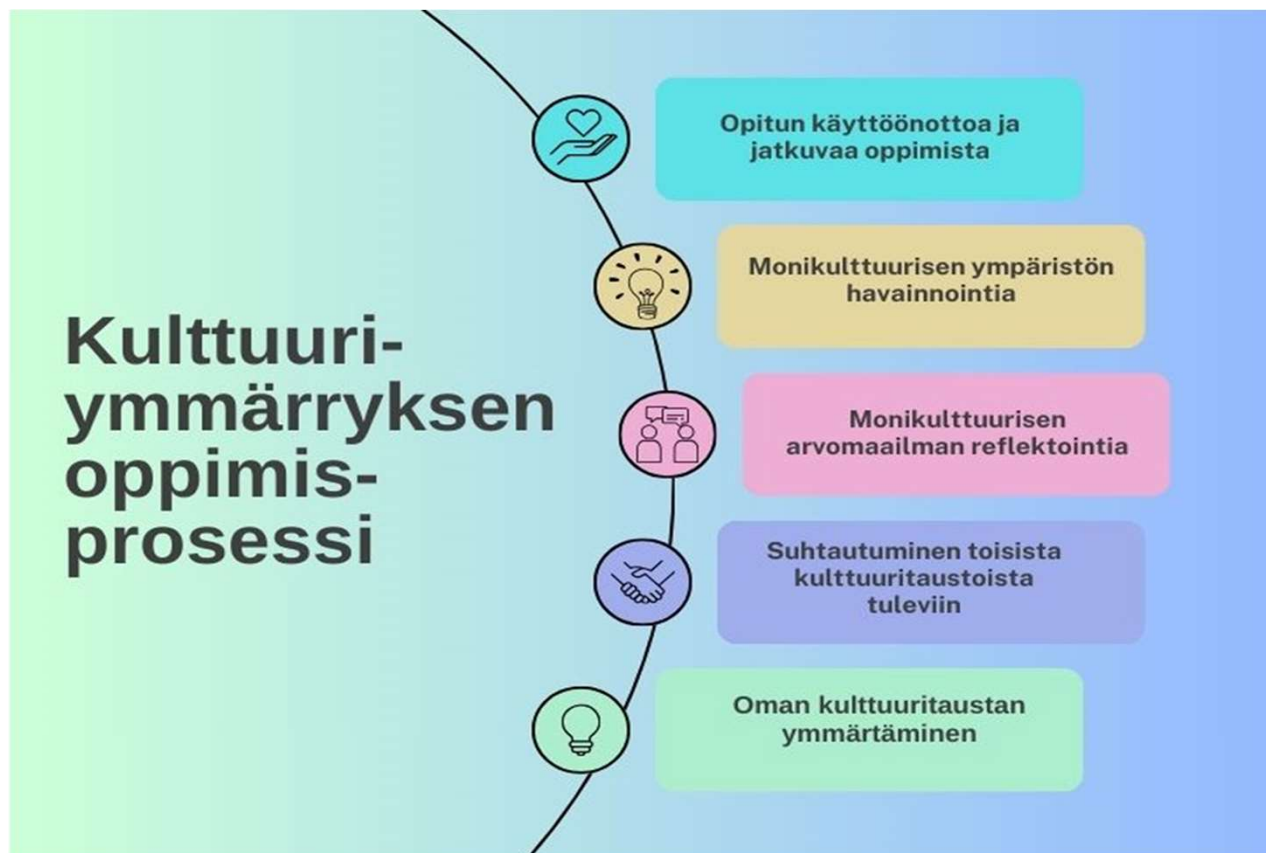 Kulttuuri-
ymmärryksen
oppimis-
prosessi
Opitun käyttöönottoa ja
jatkuvaa oppimista
Monikulttuurisen ympäristön
havainnointia
Monikulttuurisen
arvomaailman reflektointia
Suhtautuminen toisista
kulttuuritaustoista
tuleviin
Oman kulttuuritaustan
ymmärtäminen